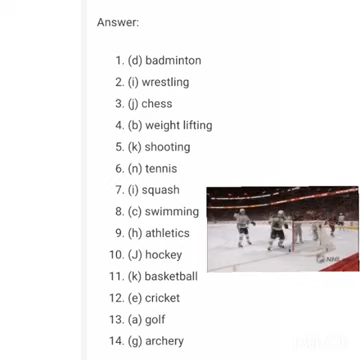 Answer:
1. (d) badminton
2. (i) wrestling
3. (j) chess
4. (b) weight lifting
5. (k) shooting
6. (n) tennis
7. (i) squash
8. (c) swimming
9. (h) athletics
10. (J) hockey
11. (k) basketball
12. (e) cricket
13. (a) golf
14. (g) archery